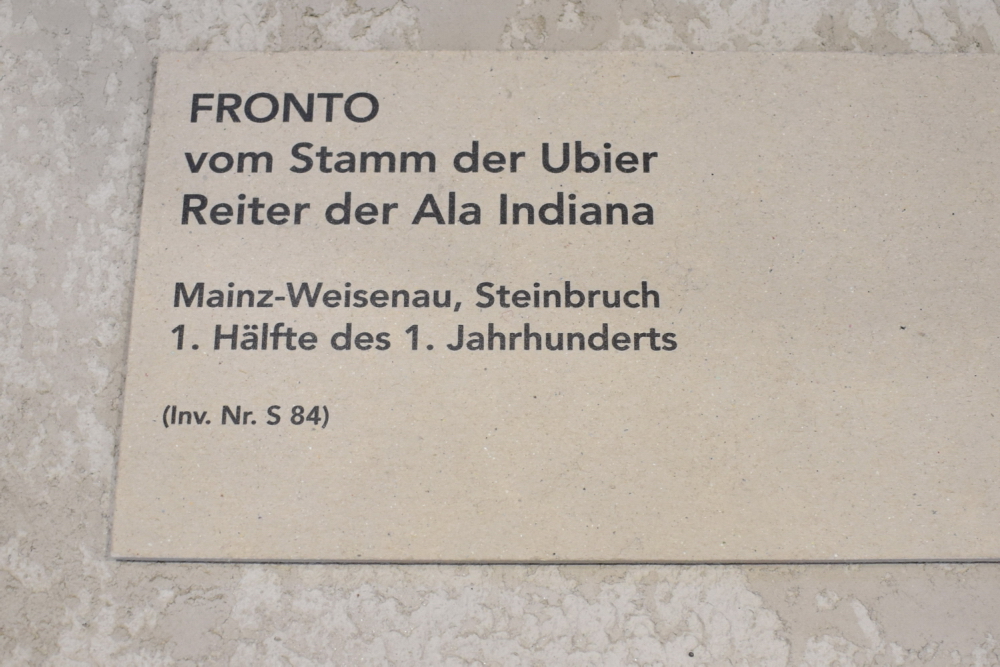 FRONTO
vom Stamm der Ubier
Reiter der Ala Indiana
Mainz-Weisenau, Steinbruch
1. Hälfte des 1. Jahrhunderts
(Inv. Nr. S 84)